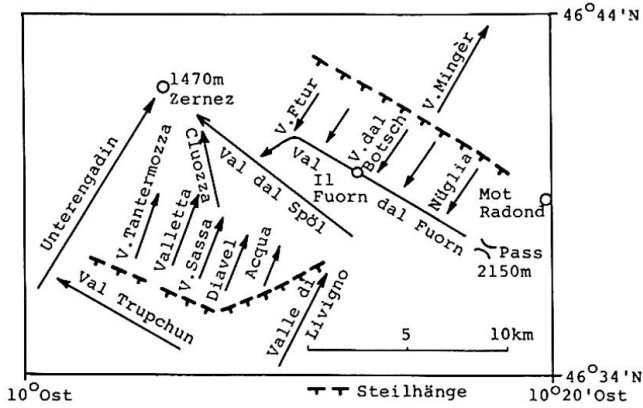 46°44'N
1470m
Zernez
V.Mingèr
V.Ftur
V.dal
Botsch
Nüglia
Mot
Radond
Unterengadin
V.Tantermozza
Cluozza
Val dal Spöl
Val
dal Fuorn
Il
Fuorn
Pass
2150m
Valletta
V.Sassa
Diavel
Acqua
Val Trupchun
Valle di
Livigno
5
10km
46°34'N
10°Ost
10°20'Ost
Steilhänge